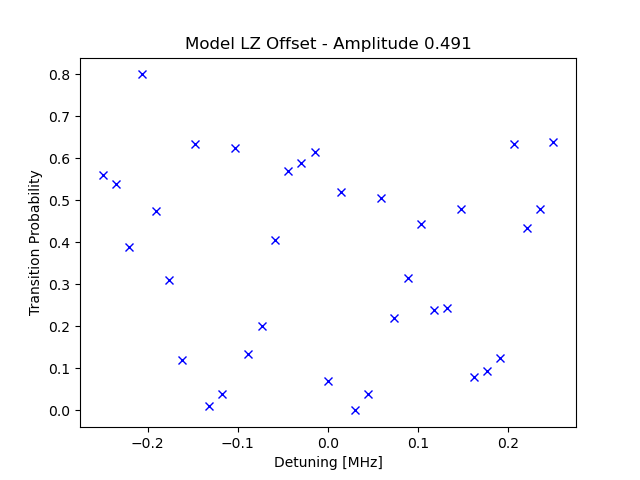 Model LZ Offset - Amplitude 0.491
Transition Probability
0.8
0.7
0.6
0.5
0.4
0.3
0.2
0.1
0.0
−0.2 −0.1 0.0 0.1 0.2
Detuning [MHz]